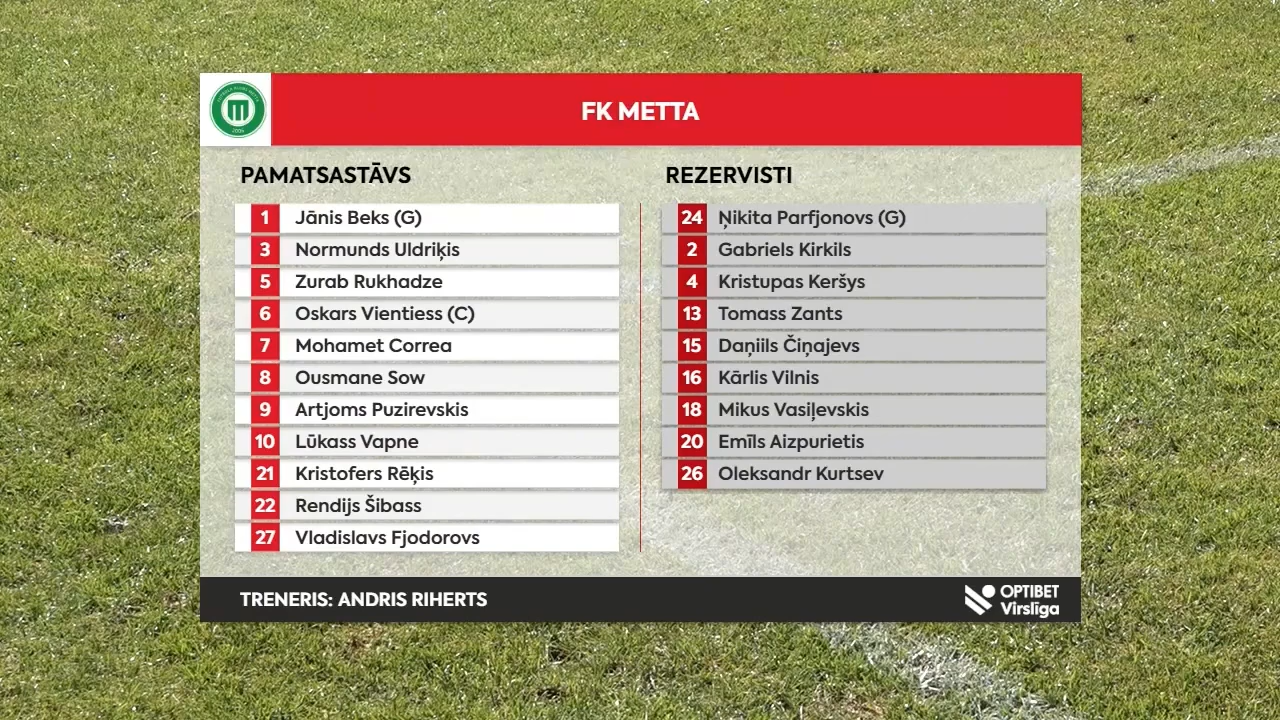 FK METTA
PAMATSASTĀVS
1 Jānis Beks (G)
3 Normunds Uldriķis
5 Zurab Rukhadze
6 Oskars Vientiess (C)
7 Mohamet Correa
8 Ousmane Sow
9 Artjoms Puzirevskis
10 Lūkass Vapne
21 Kristofers Rēķis
22 Rendijs Šibass
27 Vladislavs Fjodorovs
REZERVISTI
24 Ņikita Parfjonovs (G)
2 Gabriels Kirkils
4 Kristupas Keršys
13 Tomass Zants
15 Daņiils Čiņajevs
16 Kārlis Vilnis
18 Mikus Vasiļevskis
20 Emīls Aizpurietis
26 Oleksandr Kurtsev
TRENERIS: ANDRIS RIHERTS
OPTIBET
Virslīga